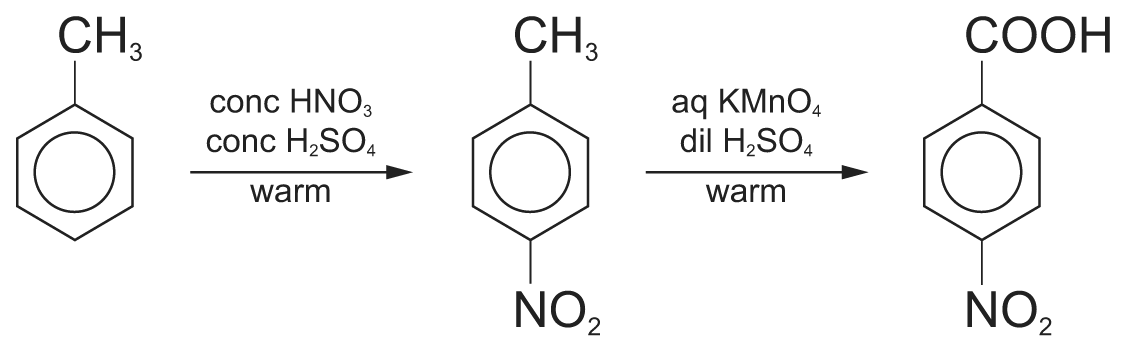 CH₃
conc HNO₃
conc H₂SO₄
warm
CH₃
NO₂
aq KMnO₄
dil H₂SO₄
warm
COOH
NO₂